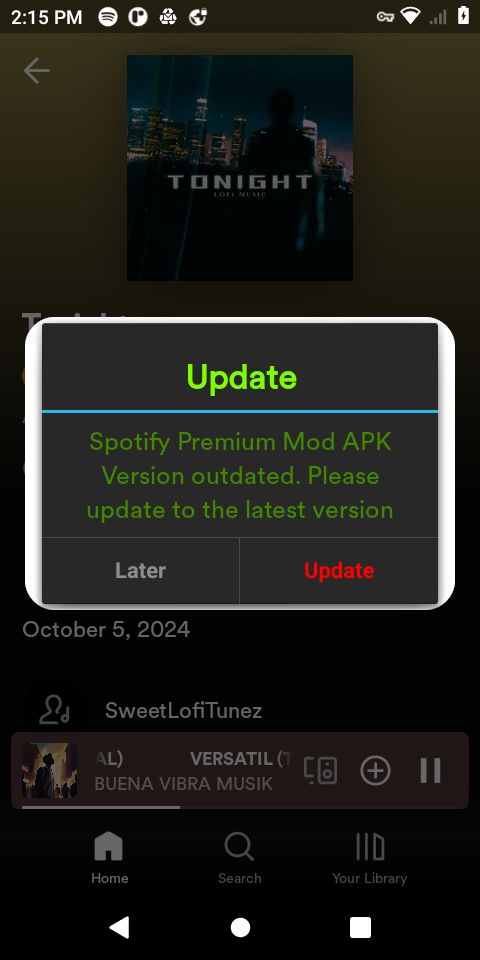 2:15 PM
TONIGHT
LOFI MUSIC
Update
Spotify Premium Mod APK
Version outdated. Please
update to the latest version
Later
Update
October 5, 2024
SweetLofiTunez
AL)
VERSATIL (T
BUENA VIBRA MUSIK
Home
Search
Your Library